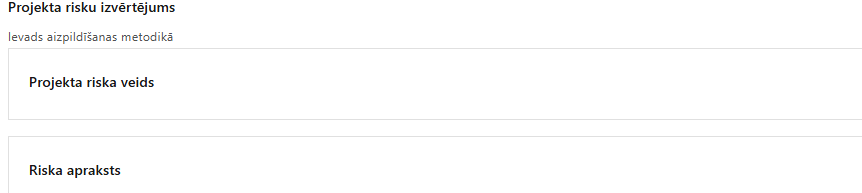 Projekta risku izvērtējums
Ievads aizpildīšanas metodikā
Projekta riska veids
Riska apraksts